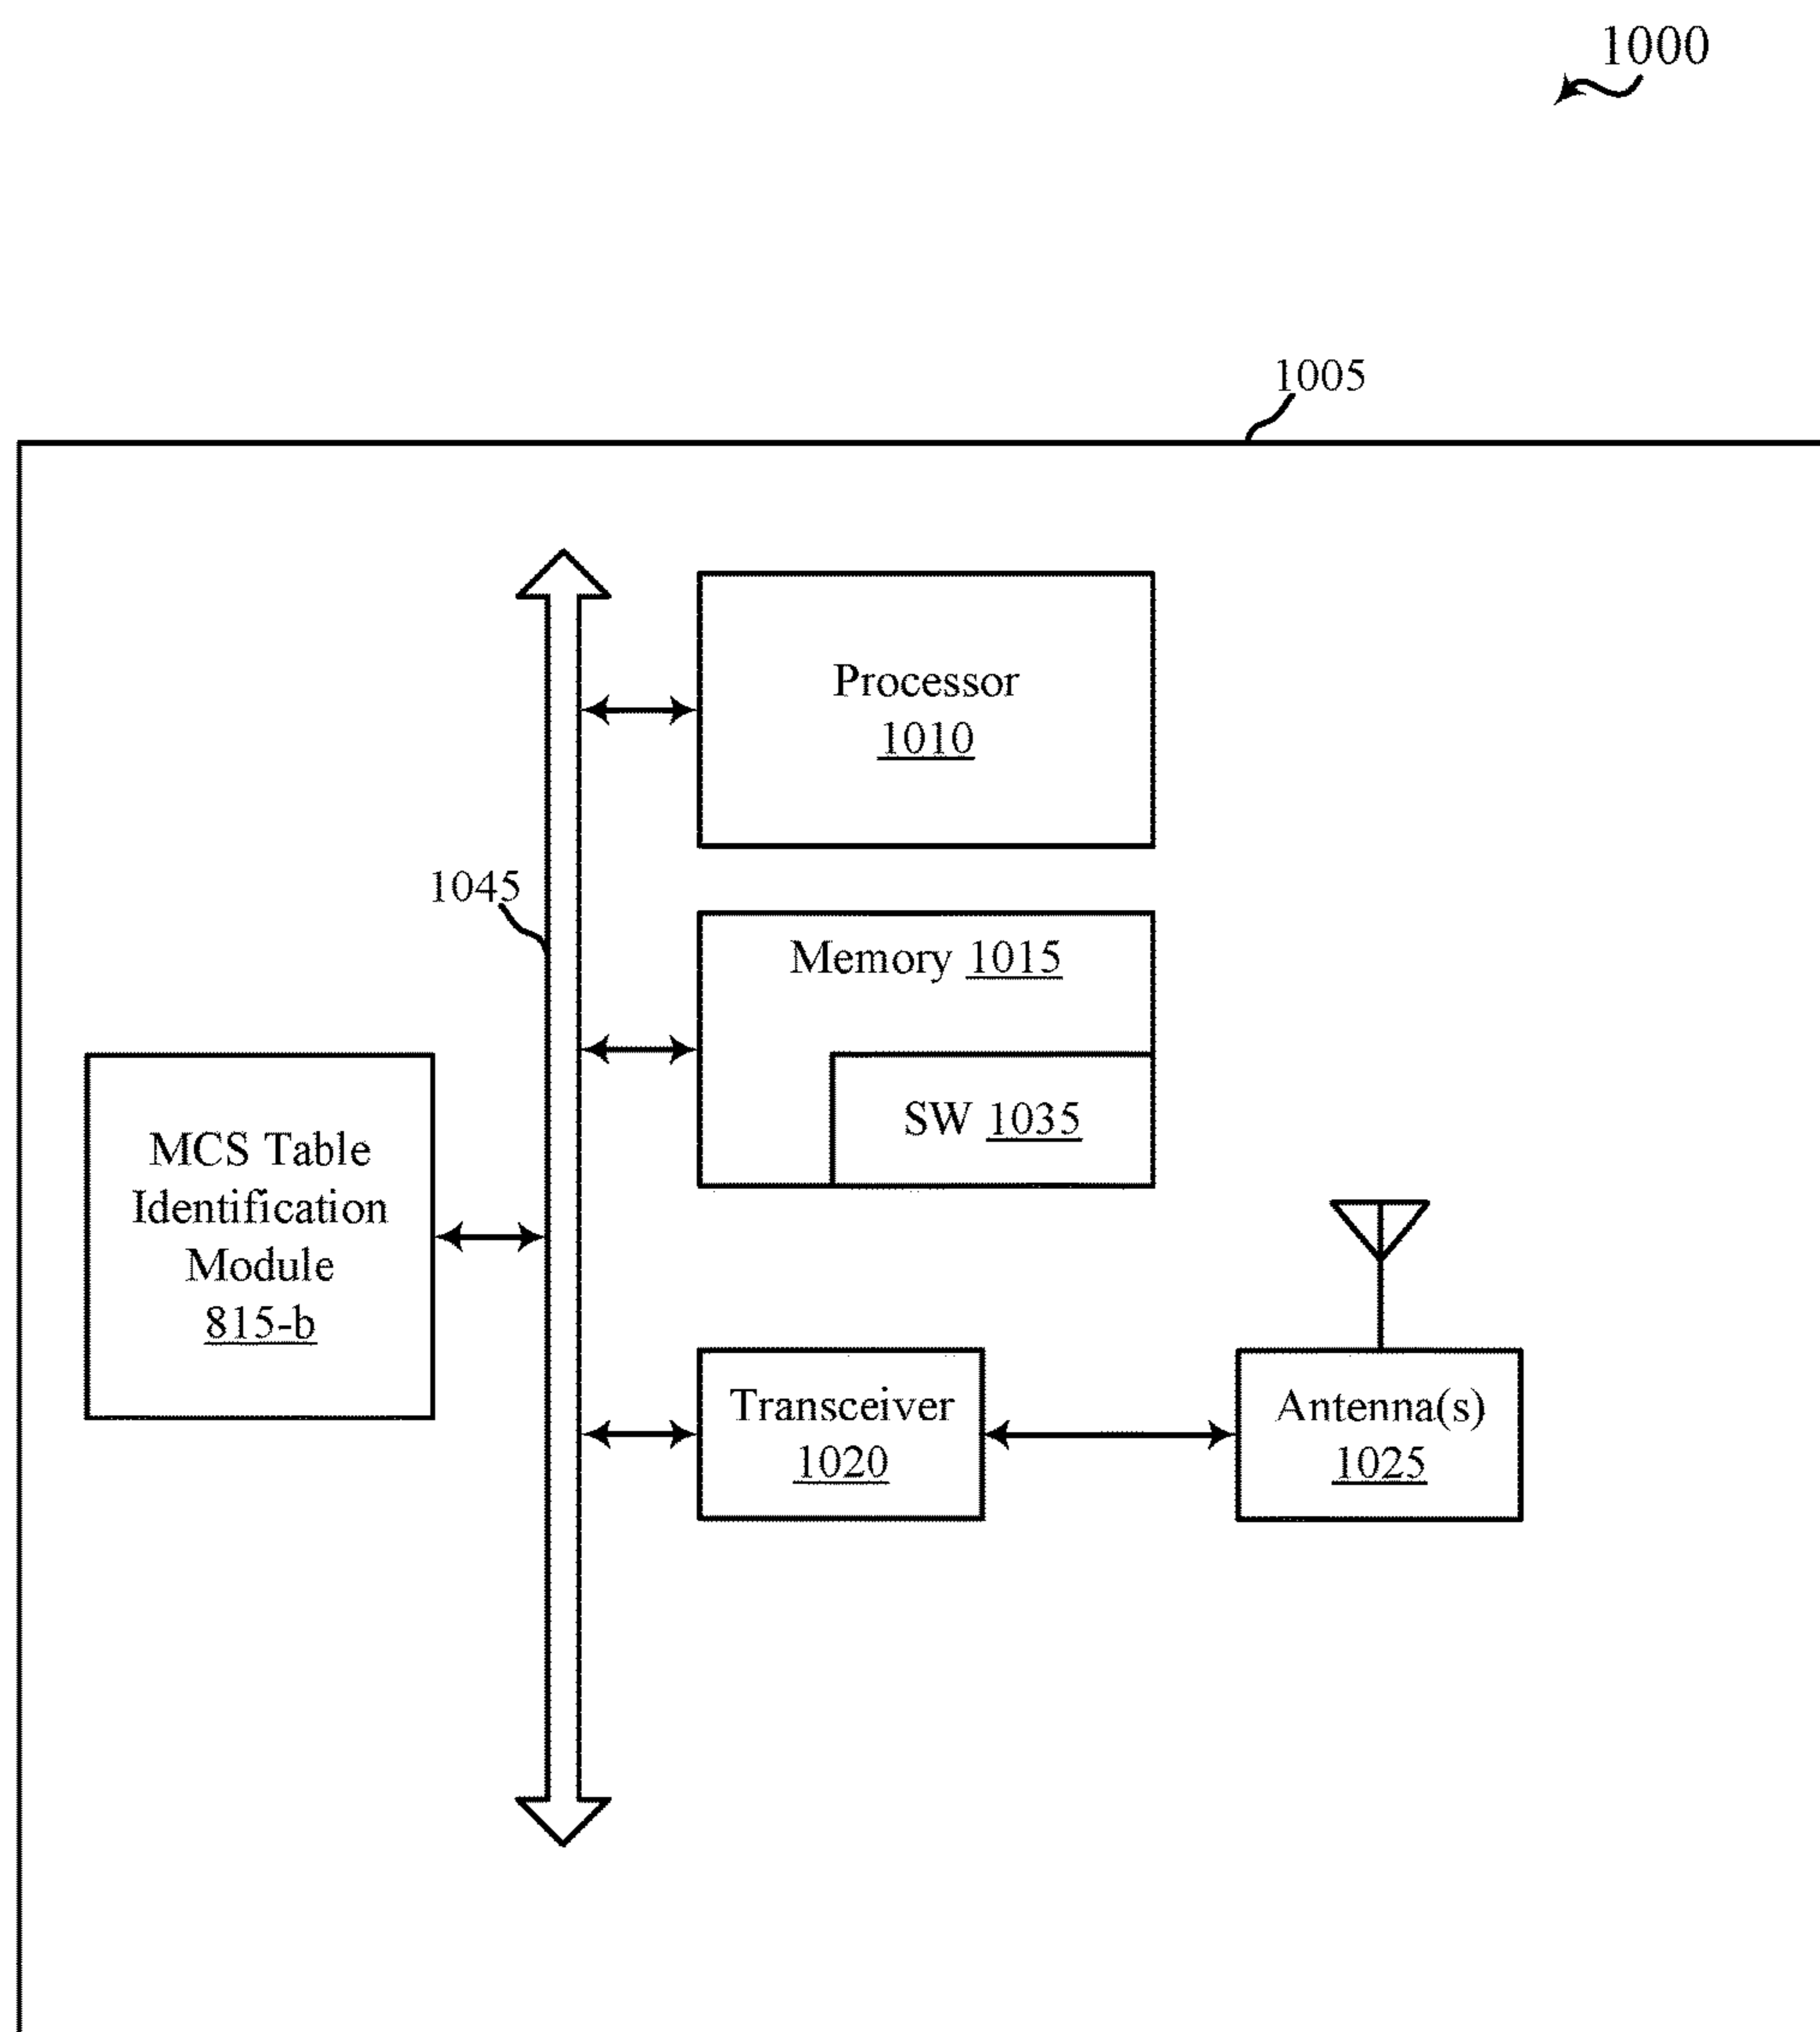 1000
1005
Processor
1010
1045
Memory 1015
SW 1035
MCS Table
Identification
Module
815-b
Transceiver
1020
Antenna(s)
1025